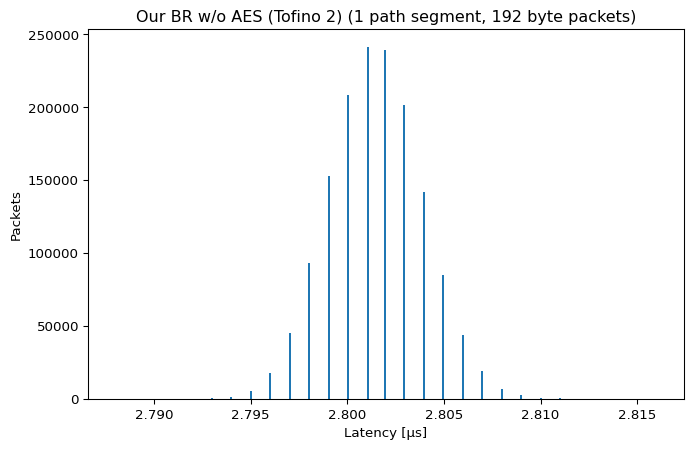 Our BR w/o AES (Tofino 2) (1 path segment, 192 byte packets)
250000
200000
150000
100000
50000
0
Packets
2.790 2.795 2.800 2.805 2.810 2.815
Latency [µs]